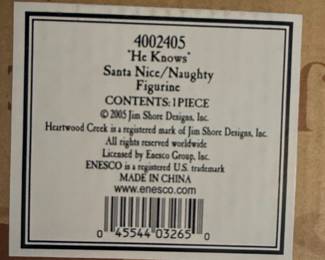 4002405
"He Knows"
Santa Nice/Naughty
Figurine
CONTENTS: 1 PIECE
© 2005 Jim Shore Designs, Inc.
Heartwood Creek is a registered mark of Jim Shore Designs, Inc.
All rights reserved worldwide
Licensed by Enesco Group, Inc.
ENESCO is a registered U.S. trademark
MADE IN CHINA
www.enesco.com
0 45544 03265 0